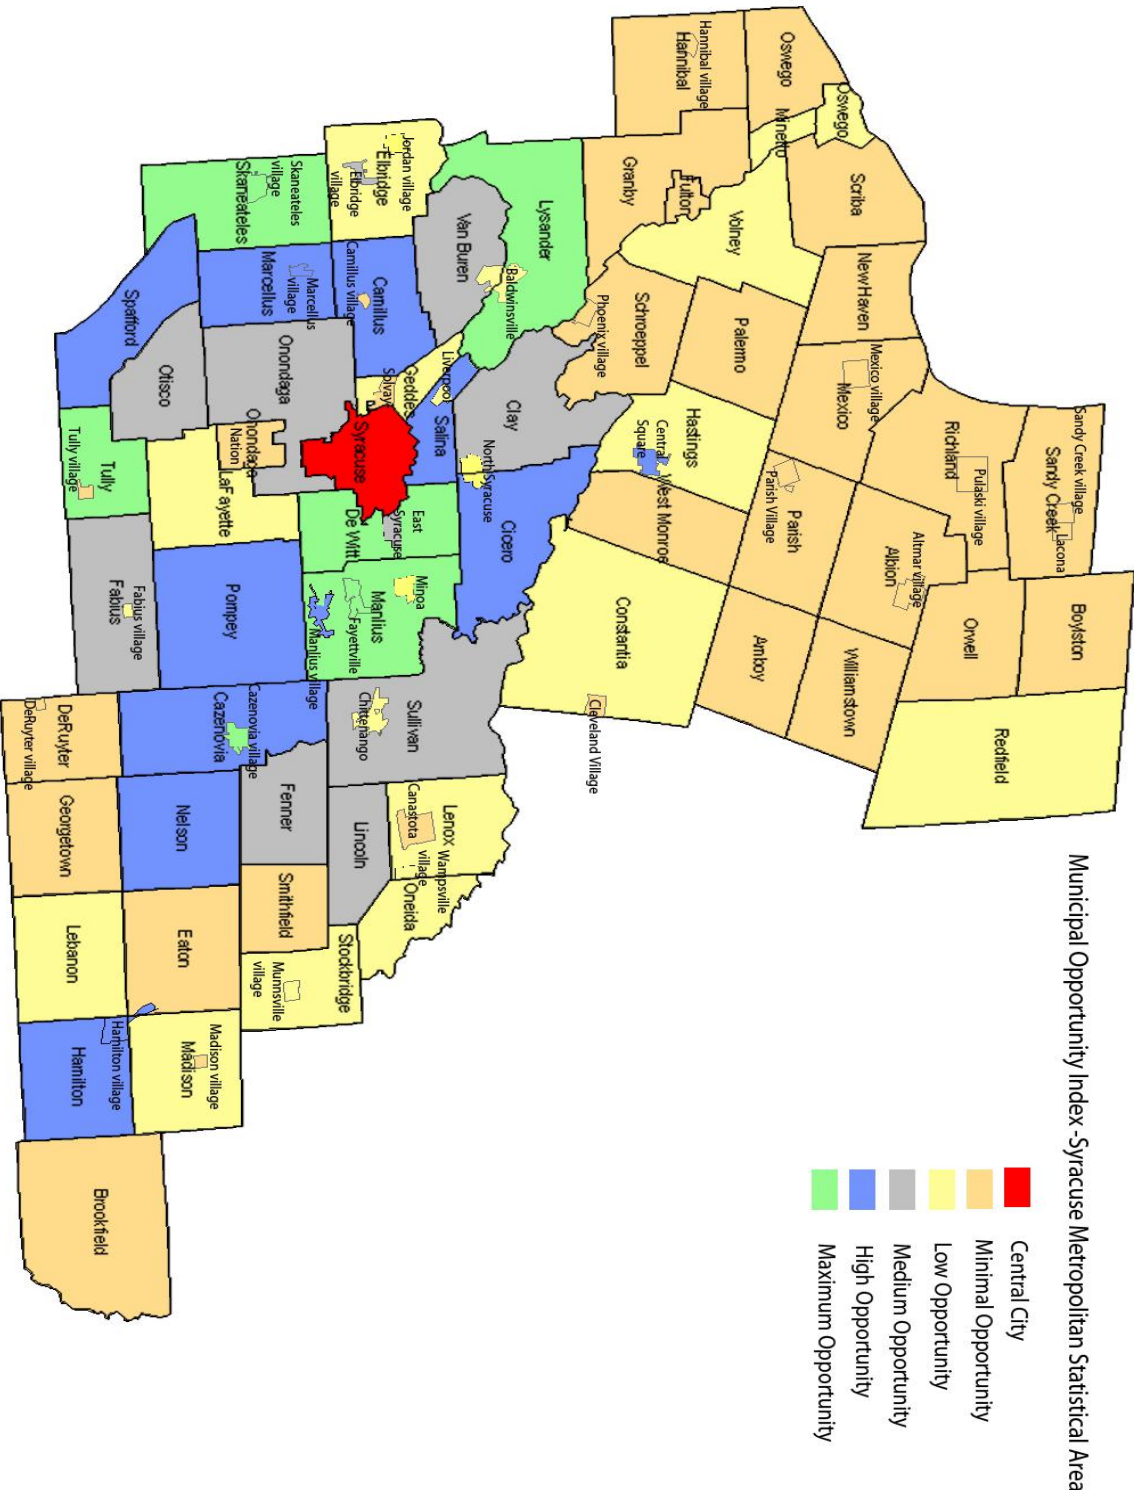 Municipal Opportunity Index -Syracuse Metropolitan Statistical Area
Central City
Minimal Opportunity
Low Opportunity
Medium Opportunity
High Opportunity
Maximum Opportunity
Sandy Creek village
Sandy Creek
Lacona
Boylston
Richland
Pulaski village
Orwell
Redfield
Altmar village
Albion
Williamstown
Mexico village
Mexico
New Haven
Scriba
Oswego
Oswego
Minetto
Hannibal village
Hannibal
Granby
Fulton
Volney
Palermo
Schroeppel
Phoenix village
Parish
Parish Village
Amboy
Hastings
Central
Square
West Monroe
Constantia
Cleveland Village
Lysander
Baldwinsville
Van Buren
Clay
North Syracuse
Cicero
Jordan village
Elbridge
Elbridge
village
Camillus
Camillus village
Liverpool
Geddes
Solvay
Salina
Syracuse
East
Syracuse
De Witt
Minoa
Manlius
Fayettville
Manlius village
Skaneateles
village
Skaneateles
Marcellus
village
Marcellus
Onondaga
Onondaga
Nation
LaFayette
Pompey
Spafford
Otisco
Tully
Tully village
Fabius village
Fabius
Sullivan
Chittenango
Lenox
Canastota
Wampsville
village
Oneida
Lincoln
Cazenovia village
Cazenovia
Fenner
Smithfield
Stockbridge
Munnsville
village
Nelson
Eaton
Madison village
Madison
DeRuyter
DeRuyter village
Georgetown
Lebanon
Hamilton village
Hamilton
Brookfield